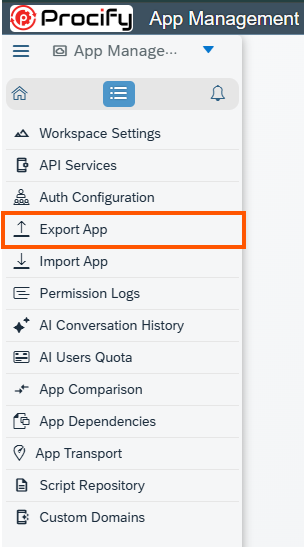 Procify App Management
App Manage···
Workspace Settings
API Services
Auth Configuration
Export App
Import App
Permission Logs
AI Conversation History
AI Users Quota
App Comparison
App Dependencies
App Transport
Script Repository
Custom Domains